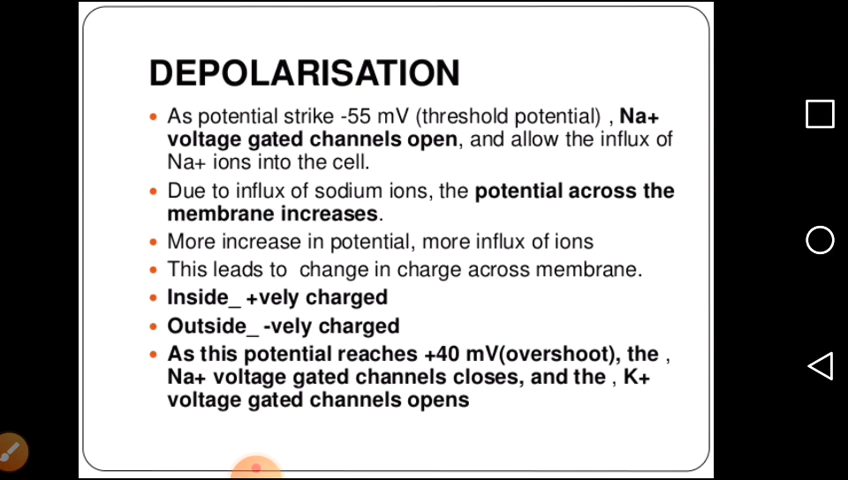 DEPOLARISATION
• As potential strike -55 mV (threshold potential) , Na+
voltage gated channels open, and allow the influx of
Na+ ions into the cell.
• Due to influx of sodium ions, the potential across the
membrane increases.
• More increase in potential, more influx of ions
• This leads to  change in charge across membrane.
• Inside_ +vely charged
• Outside_ -vely charged
• As this potential reaches +40 mV(overshoot), the ,
Na+ voltage gated channels closes, and the , K+
voltage gated channels opens